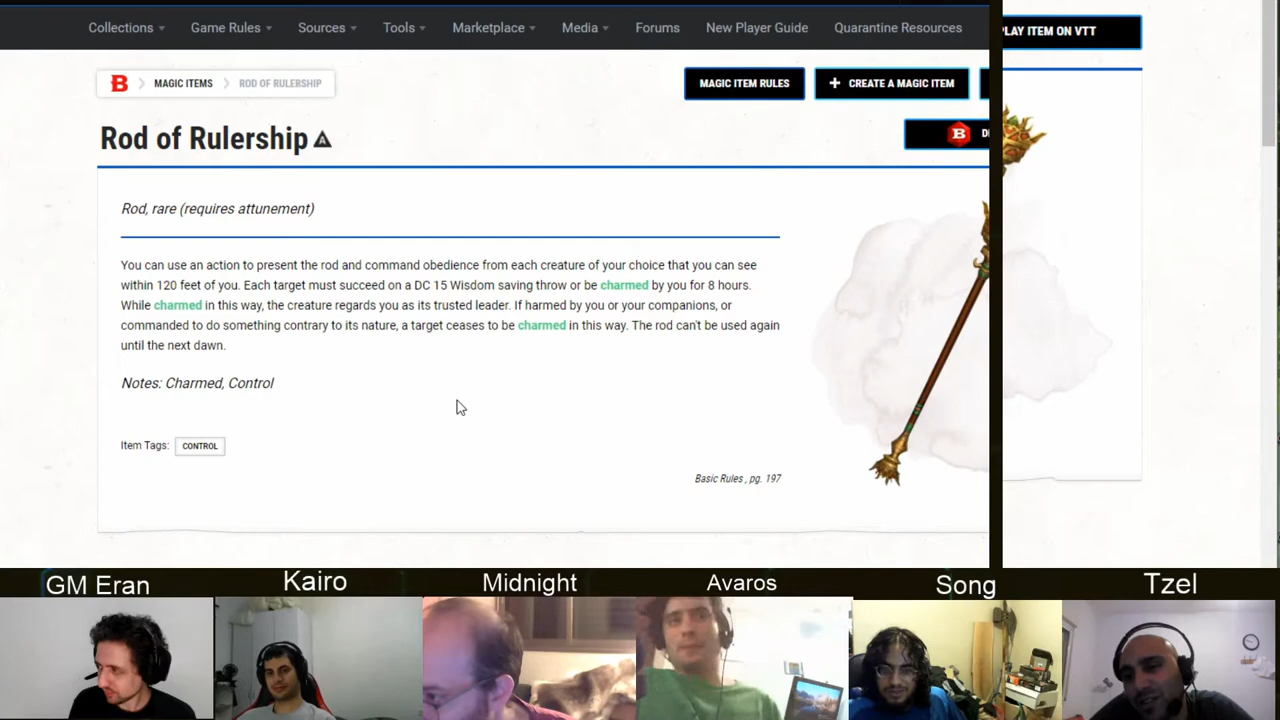 Collections Game Rules Sources Tools Marketplace Media Forums New Player Guide Quarantine Resources
PLAY ITEM ON VTT
B MAGIC ITEMS ROD OF RULERSHIP
MAGIC ITEM RULES + CREATE A MAGIC ITEM
Rod of Rulership
B DI
Rod, rare (requires attunement)
You can use an action to present the rod and command obedience from each creature of your choice that you can see
within 120 feet of you. Each target must succeed on a DC 15 Wisdom saving throw or be charmed by you for 8 hours.
While charmed in this way, the creature regards you as its trusted leader. If harmed by you or your companions, or
commanded to do something contrary to its nature, a target ceases to be charmed in this way. The rod can't be used again
until the next dawn.
Notes: Charmed, Control
Item Tags: CONTROL
Basic Rules , pg. 197
GM Eran Kairo Midnight Avaros Song Tzel